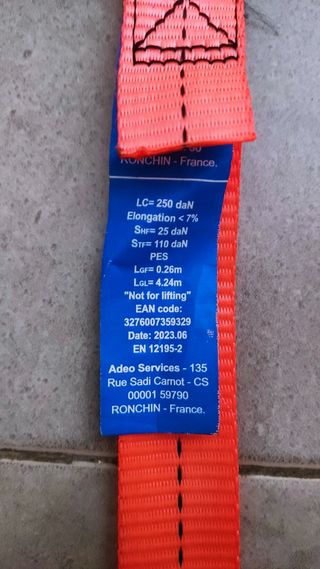 RONCHIN - France.
LC= 250 daN
Elongation < 7%
SHF= 25 daN
STF= 110 daN
PES
LGF= 0.26m
LGL= 4.24m
"Not for lifting"
EAN code:
3276007359329
Date: 2023.06
EN 12195-2
Adeo Services - 135
Rue Sadi Carnot - CS
00001 59790
RONCHIN - France.